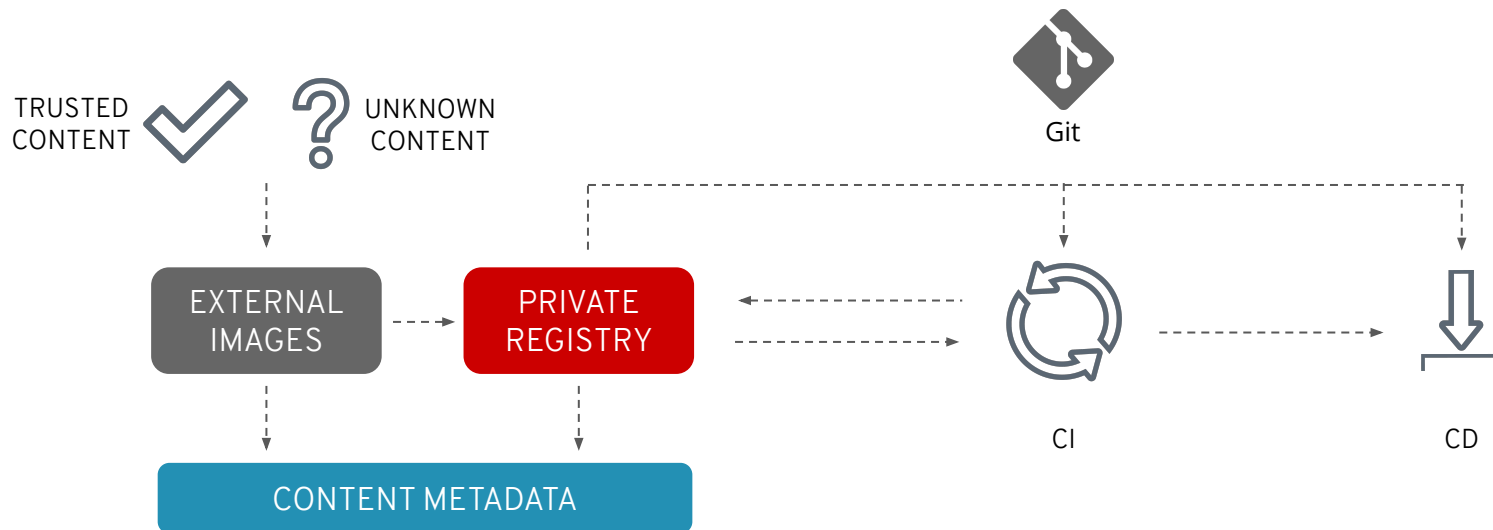 TRUSTED
CONTENT
UNKNOWN
CONTENT
Git
EXTERNAL
IMAGES
PRIVATE
REGISTRY
CI
CD
CONTENT METADATA